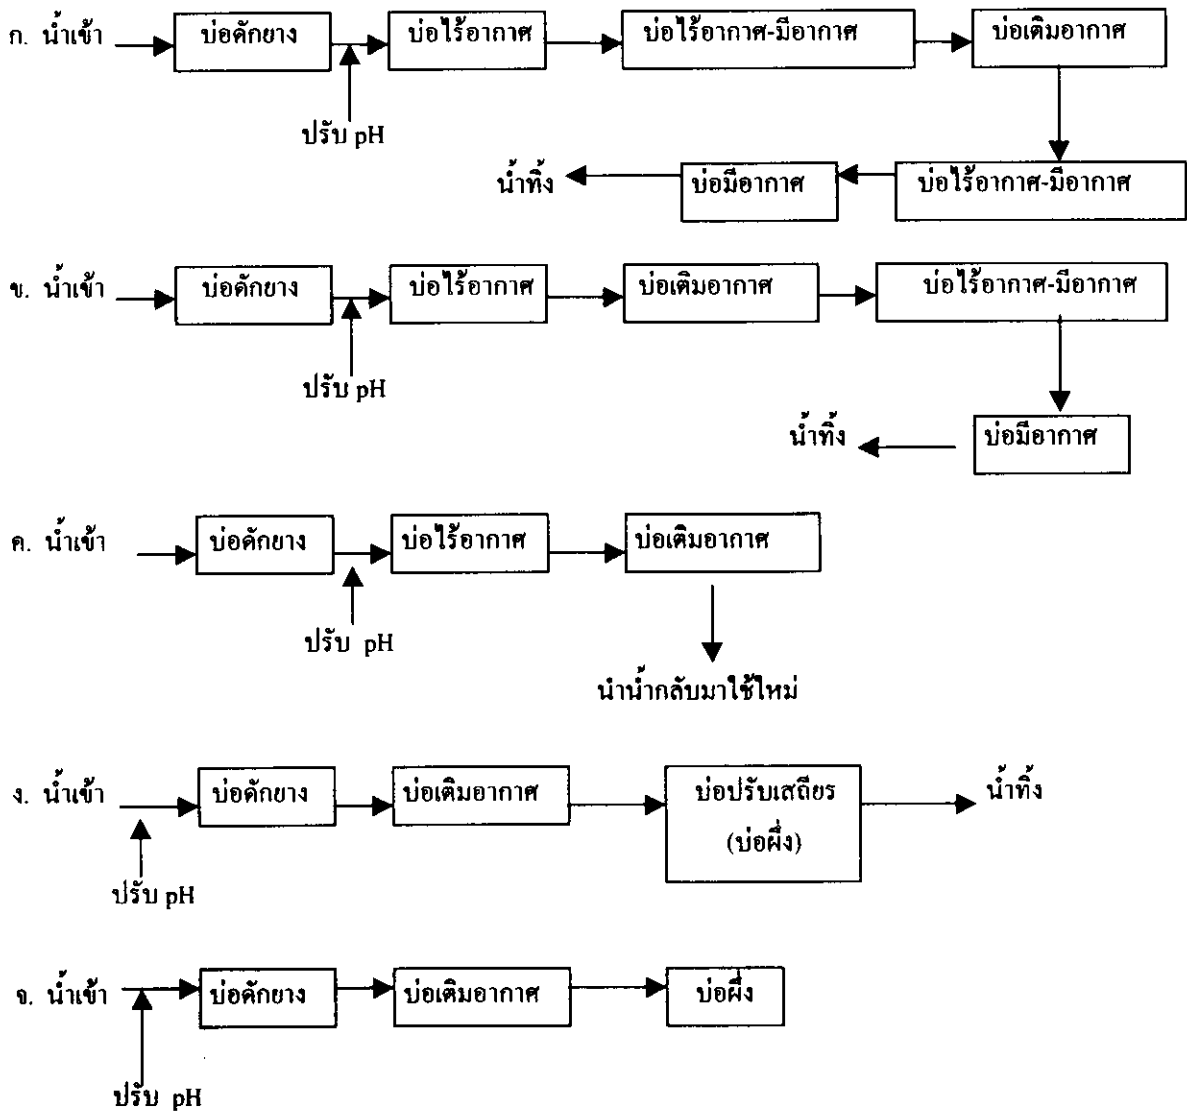 ก. น้ำเข้า บ่อดักยาง บ่อไร้อากาศ บ่อไร้อากาศ-มีอากาศ บ่อเติมอากาศ
ปรับ pH
น้ำทิ้ง บ่อมีอากาศ บ่อไร้อากาศ-มีอากาศ
ข. น้ำเข้า บ่อดักยาง บ่อไร้อากาศ บ่อเติมอากาศ บ่อไร้อากาศ-มีอากาศ
ปรับ pH
น้ำทิ้ง บ่อมีอากาศ
ค. น้ำเข้า บ่อดักยาง บ่อไร้อากาศ บ่อเติมอากาศ
ปรับ pH
นำน้ำกลับมาใช้ใหม่
ง. น้ำเข้า บ่อดักยาง บ่อเติมอากาศ บ่อปรับเสถียร น้ำทิ้ง
(บ่อผึ่ง)
ปรับ pH
จ. น้ำเข้า บ่อดักยาง บ่อเติมอากาศ บ่อผึ่ง
ปรับ pH